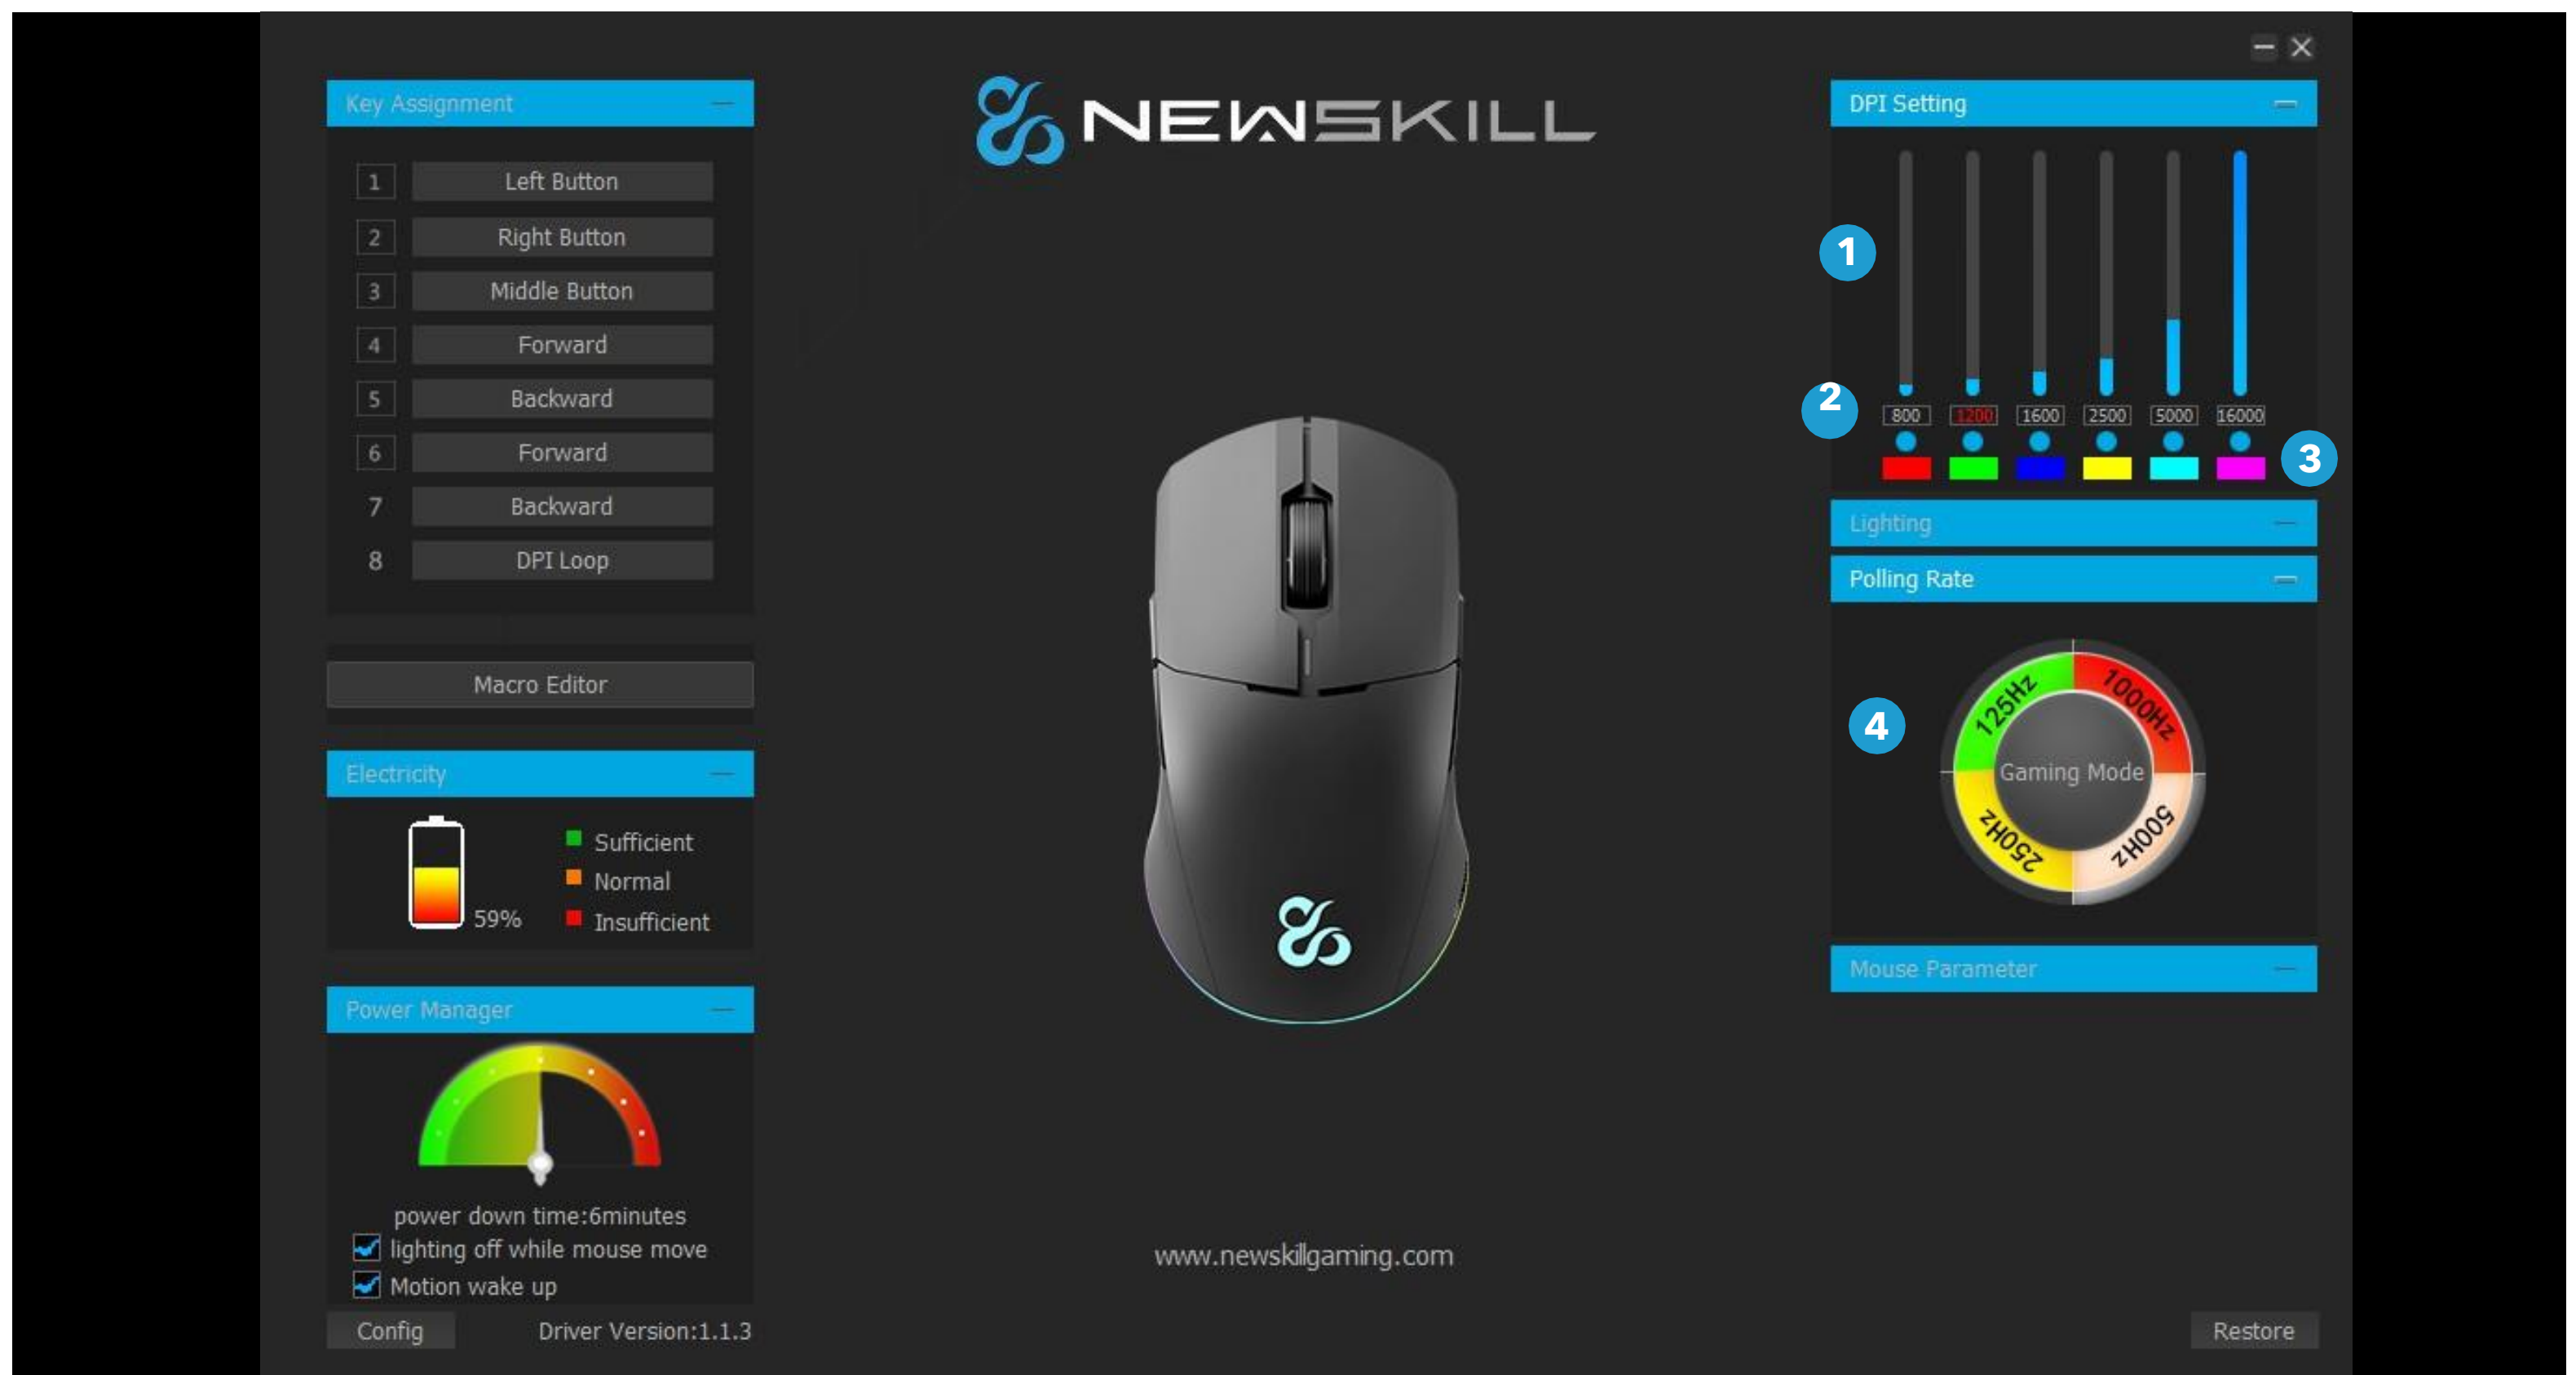 Key Assignment
1 Left Button
2 Right Button
3 Middle Button
4 Forward
5 Backward
6 Forward
7 Backward
8 DPI Loop
Macro Editor
Electricity
59%
Sufficient
Normal
Insufficient
Power Manager
power down time:6minutes
lighting off while mouse move
Motion wake up
Config
Driver Version:1.1.3
NEWSKILL
www.newskillgaming.com
DPI Setting
1
2
800 1200 1600 2500 5000 16000
3
Lighting
Polling Rate
4
125Hz
1000Hz
Gaming Mode
250Hz
500Hz
Mouse Parameter
Restore